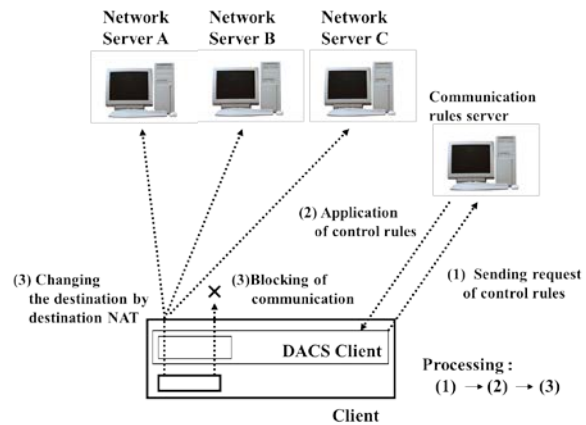 Network
Server A
Network
Server B
Network
Server C
Communication
rules server
(2) Application
of control rules
(1) Sending request
of control rules
(3) Changing
the destination by
destination NAT
(3)Blocking of
communication
DACS Client
Client
Processing :
(1) → (2) → (3)